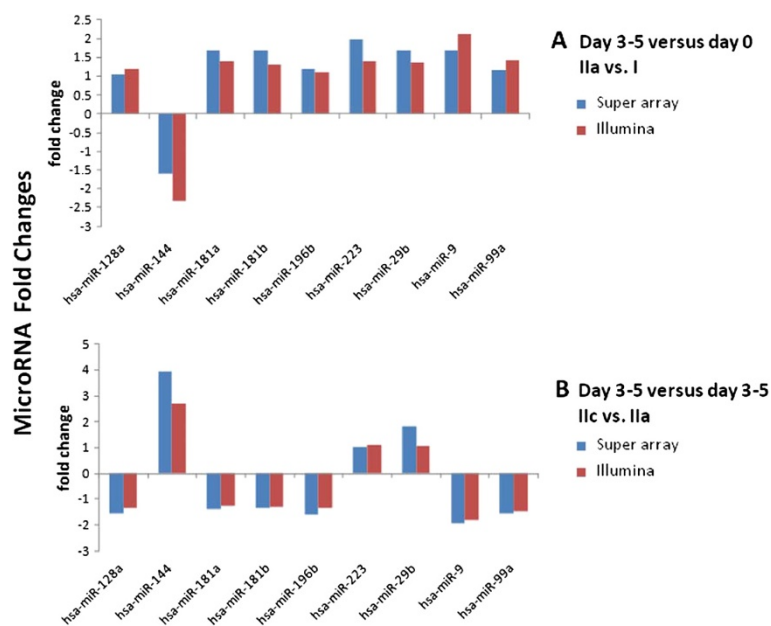 MicroRNA Fold Changes
fold change
2.5
2
1.5
1
0.5
0
-0.5
-1
-1.5
-2
-2.5
-3
hsa-miR-128a
hsa-miR-144
hsa-miR-181a
hsa-miR-181b
hsa-miR-196b
hsa-miR-223
hsa-miR-29b
hsa-miR-9
hsa-miR-99a
A Day 3-5 versus day 0
IIa vs. I
Super array
Illumina
fold change
5
4
3
2
1
0
-1
-2
-3
hsa-miR-128a
hsa-miR-144
hsa-miR-181a
hsa-miR-181b
hsa-miR-196b
hsa-miR-223
hsa-miR-29b
hsa-miR-9
hsa-miR-99a
B Day 3-5 versus day 3-5
IIc vs. IIa
Super array
Illumina